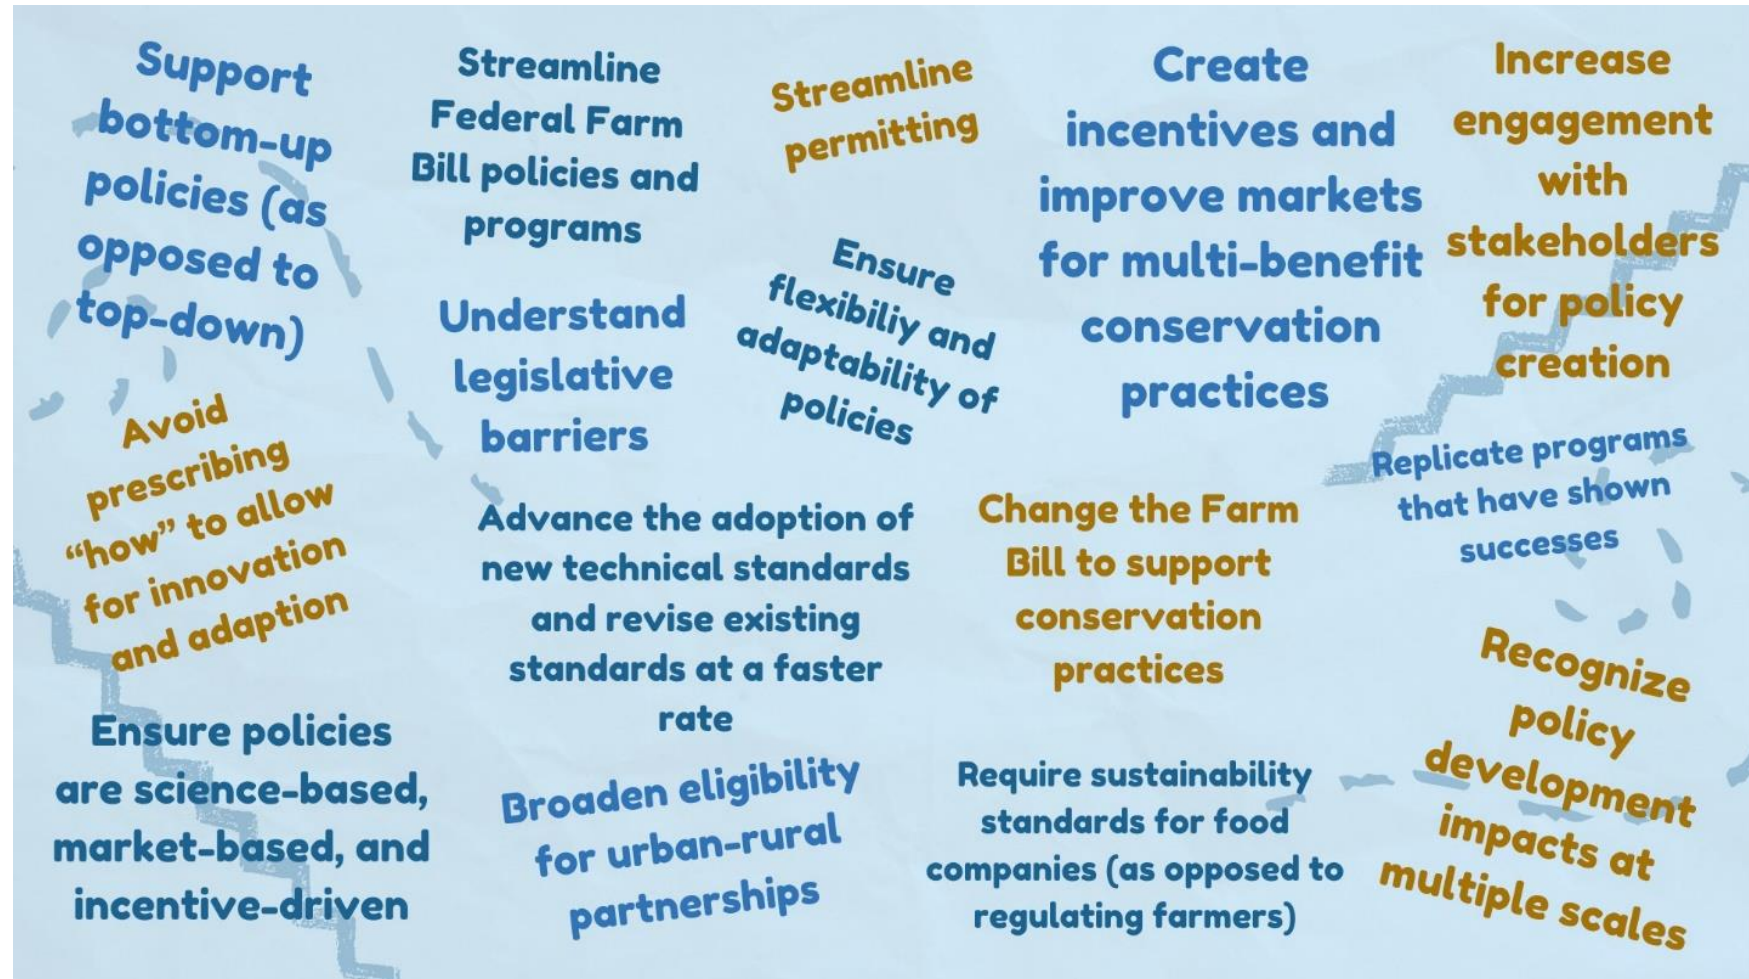 Support
bottom-up
policies (as
opposed to
top-down)
Streamline
Federal Farm
Bill policies and
programs
Streamline
permitting
Create
incentives and
improve markets
for multi-benefit
conservation
practices
Increase
engagement
with
stakeholders
for policy
creation
Understand
legislative
barriers
Ensure
flexibiliy and
adaptability of
policies
Avoid
prescribing
“how” to allow
for innovation
and adaption
Advance the adoption of
new technical standards
and revise existing
standards at a faster
rate
Change the Farm
Bill to support
conservation
practices
Replicate programs
that have shown
successes
Ensure policies
are science-based,
market-based, and
incentive-driven
Broaden eligibility
for urban-rural
partnerships
Require sustainability
standards for food
companies (as opposed to
regulating farmers)
Recognize
policy
development
impacts at
multiple scales